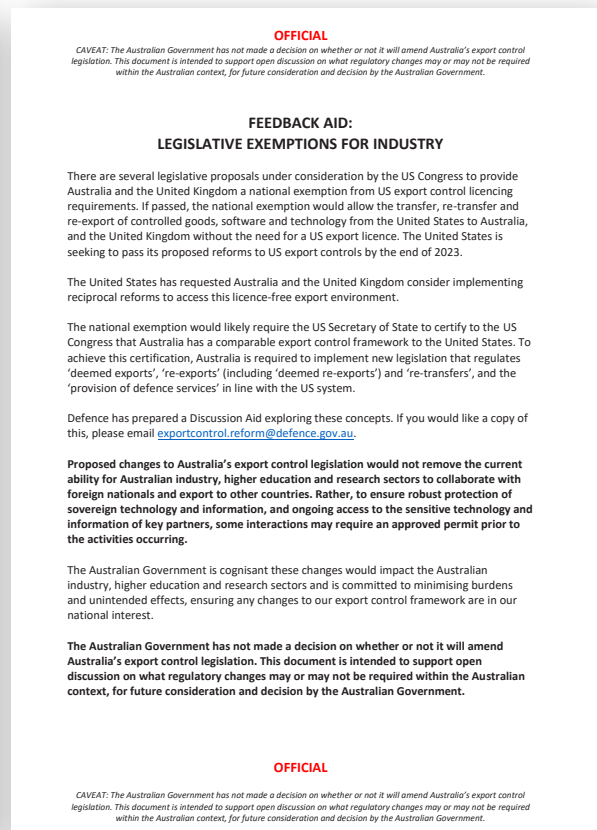 OFFICIAL
CAVEAT: The Australian Government has not made a decision on whether or not it will amend Australia's export control
legislation. This document is intended to support open discussion on what regulatory changes may or may not be required
within the Australian context, for future consideration and decision by the Australian Government.
FEEDBACK AID:
LEGISLATIVE EXEMPTIONS FOR INDUSTRY
There are several legislative proposals under consideration by the US Congress to provide
Australia and the United Kingdom a national exemption from US export control licencing
requirements. If passed, the national exemption would allow the transfer, re-transfer and
re-export of controlled goods, software and technology from the United States to Australia,
and the United Kingdom without the need for a US export licence. The United States is
seeking to pass its proposed reforms to US export controls by the end of 2023.
The United States has requested Australia and the United Kingdom consider implementing
reciprocal reforms to access this licence-free export environment.
The national exemption would likely require the US Secretary of State to certify to the US
Congress that Australia has a comparable export control framework to the United States. To
achieve this certification, Australia is required to implement new legislation that regulates
'deemed exports', 're-exports' (including 'deemed re-exports') and 're-transfers', and the
'provision of defence services' in line with the US system.
Defence has prepared a Discussion Aid exploring these concepts. If you would like a copy of
this, please email exportcontrol.reform@defence.gov.au.
Proposed changes to Australia's export control legislation would not remove the current
ability for Australian industry, higher education and research sectors to collaborate with
foreign nationals and export to other countries. Rather, to ensure robust protection of
sovereign technology and information, and ongoing access to the sensitive technology and
information of key partners, some interactions may require an approved permit prior to
the activities occurring.
The Australian Government is cognisant these changes would impact the Australian
industry, higher education and research sectors and is committed to minimising burdens
and unintended effects, ensuring any changes to our export control framework are in our
national interest.
The Australian Government has not made a decision on whether or not it will amend
Australia's export control legislation. This document is intended to support open
discussion on what regulatory changes may or may not be required within the Australian
context, for future consideration and decision by the Australian Government.
OFFICIAL
CAVEAT: The Australian Government has not made a decision on whether or not it will amend Australia's export control
legislation. This document is intended to support open discussion on what regulatory changes may or may not be required
within the Australian context, for future consideration and decision by the Australian Government.